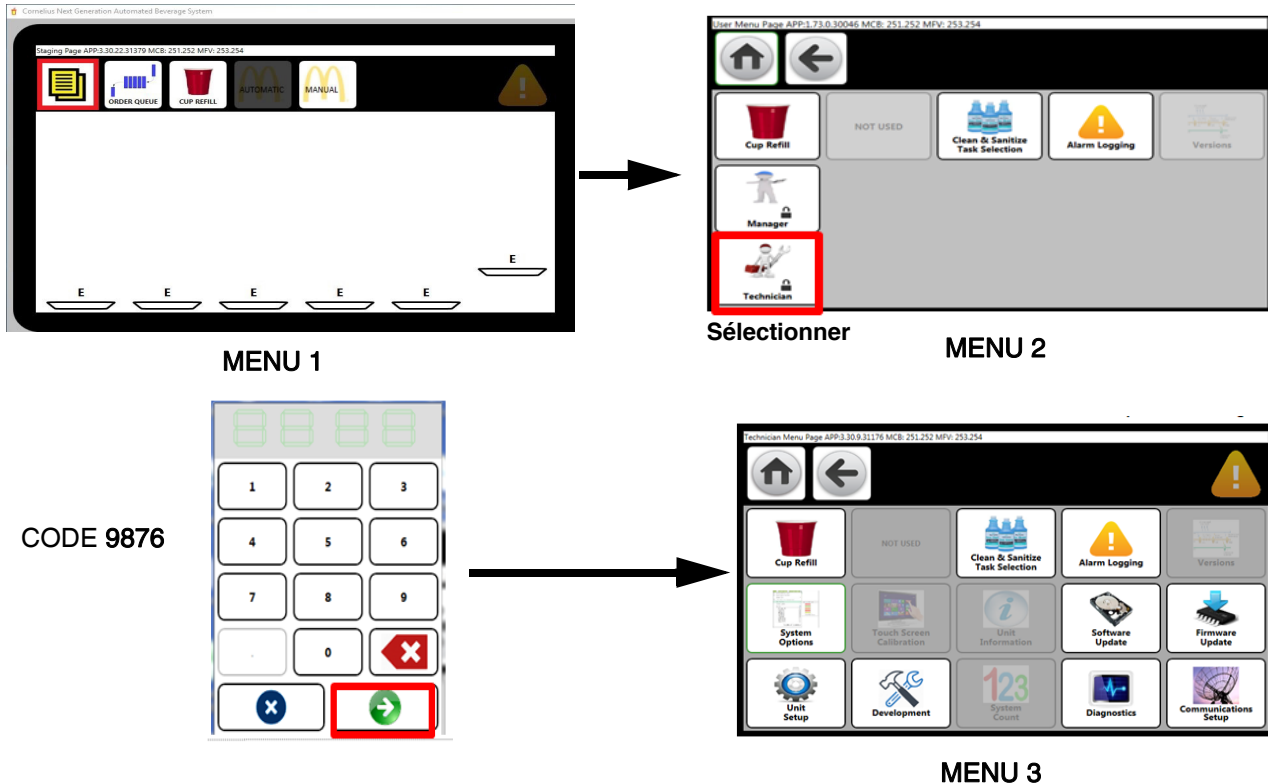 Cornelius Next Generation Automated Beverage System
Staging Page APP:3.30.22.31379 MCB: 251.252 MFV: 253.254
ORDER QUEUE
CUP REFILL
AUTOMATIC
MANUAL
E
E
E
E
E
E
MENU 1
User Menu Page APP:1.73.0.30046 MCB: 251.252 MFV: 253.254
Cup Refill
NOT USED
Clean & Sanitize
Task Selection
Alarm Logging
Versions
Manager
Technician
Sélectionner
MENU 2
CODE 9876
1 2 3
4 5 6
7 8 9
. 0
Technician Menu Page APP:3.30.9.31176 MCB: 251.252 MFV: 253.254
Cup Refill
NOT USED
Clean & Sanitize
Task Selection
Alarm Logging
Versions
System
Options
Touch Screen
Calibration
Unit
Information
Software
Update
Firmware
Update
Unit
Setup
Development
123
System
Count
Diagnostics
Communications
Setup
MENU 3